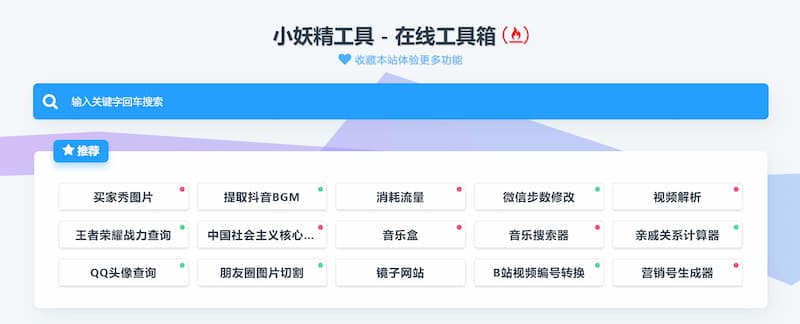 小妖精工具 - 在线工具箱
收藏本站体验更多功能
输入关键字回车搜索
推荐
买家秀图片 提取抖音BGM 消耗流量 微信步数修改 视频解析
王者荣耀战力查询 中国社会主义核心... 音乐盒 音乐搜索器 亲戚关系计算器
QQ头像查询 朋友圈图片切割 镜子网站 B站视频编号转换 营销号生成器